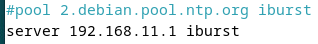 #pool 2.debian.pool.ntp.org iburst
server 192.168.11.1 iburst